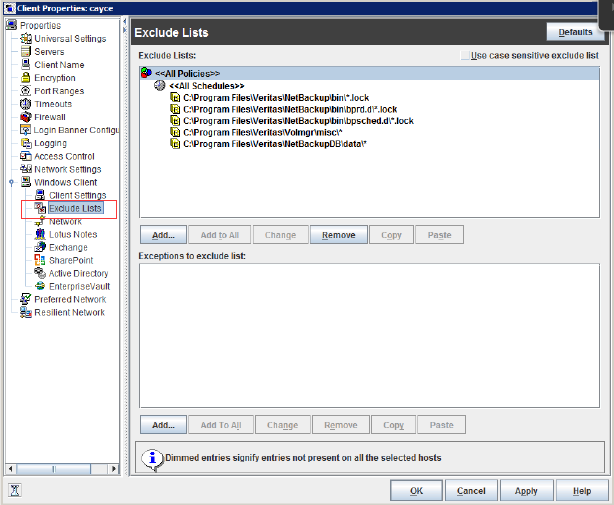 Client Properties: cayce
Properties
Universal Settings
Servers
Client Name
Encryption
Port Ranges
Timeouts
Firewall
Login Banner Configu
Logging
Access Control
Network Settings
Windows Client
Client Settings
Exclude Lists
Network
Lotus Notes
Exchange
SharePoint
Active Directory
EnterpriseVault
Preferred Network
Resilient Network
Exclude Lists
Defaults
Exclude Lists:
Use case sensitive exclude list
<<All Policies>>
<<All Schedules>>
C:\Program Files\Veritas\NetBackup\bin\*.lock
C:\Program Files\Veritas\NetBackup\bin\bprd.d\*.lock
C:\Program Files\Veritas\NetBackup\bin\bpsched.d\*.lock
C:\Program Files\Veritas\Volmgr\misc\*
C:\Program Files\Veritas\NetBackupDB\data\*
Add... Add to All Change Remove Copy Paste
Exceptions to exclude list:
Add... Add To All Change Remove Copy Paste
Dimmed entries signify entries not present on all the selected hosts
OK Cancel Apply Help